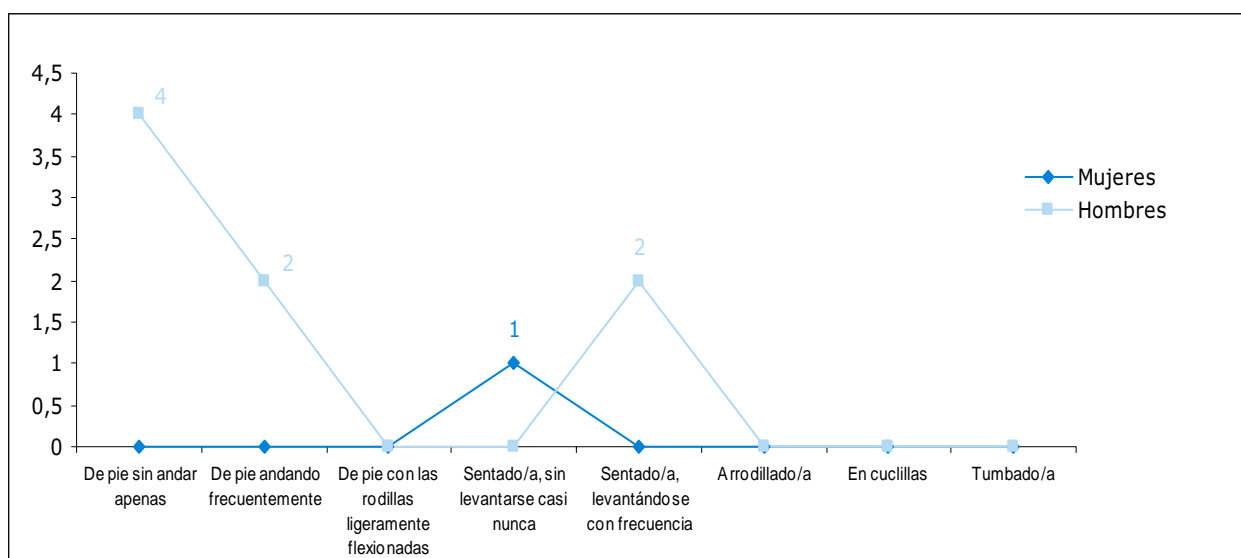 4,5
4
3,5
3
2,5
2
1,5
1
0,5
0
4
2
1
2
Mujeres
Hombres
De pie sin andar
apenas
De pie andando
frecuentemente
De pie con las
rodillas
ligeramente
flexionadas
Sentado/a, sin
levantarse casi
nunca
Sentado/a,
levantándose
con frecuencia
Arrodillado/a
En cuclillas
Tumbado/a